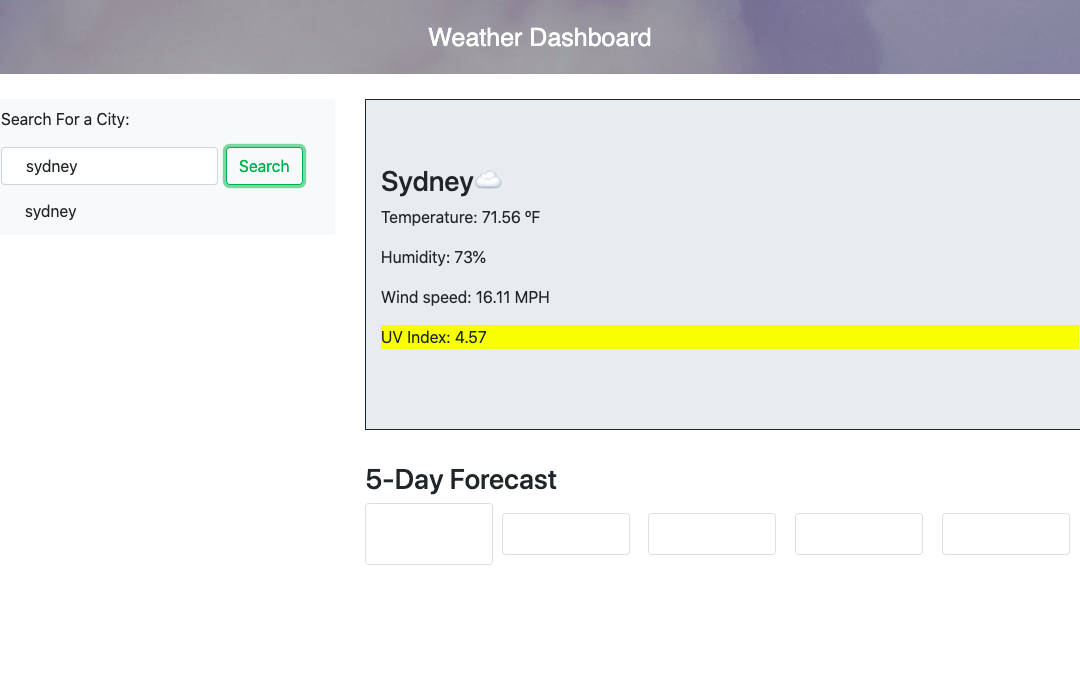 Weather Dashboard
Search For a City:
sydney
Search
sydney
Sydney
Temperature: 71.56 ºF
Humidity: 73%
Wind speed: 16.11 MPH
UV Index: 4.57
5-Day Forecast